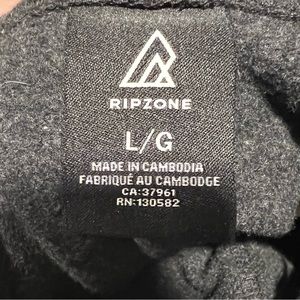 RIPZONE
L/G
MADE IN CAMBODIA
FABRIQUÉ AU CAMBODGE
CA:37961
RN:130582